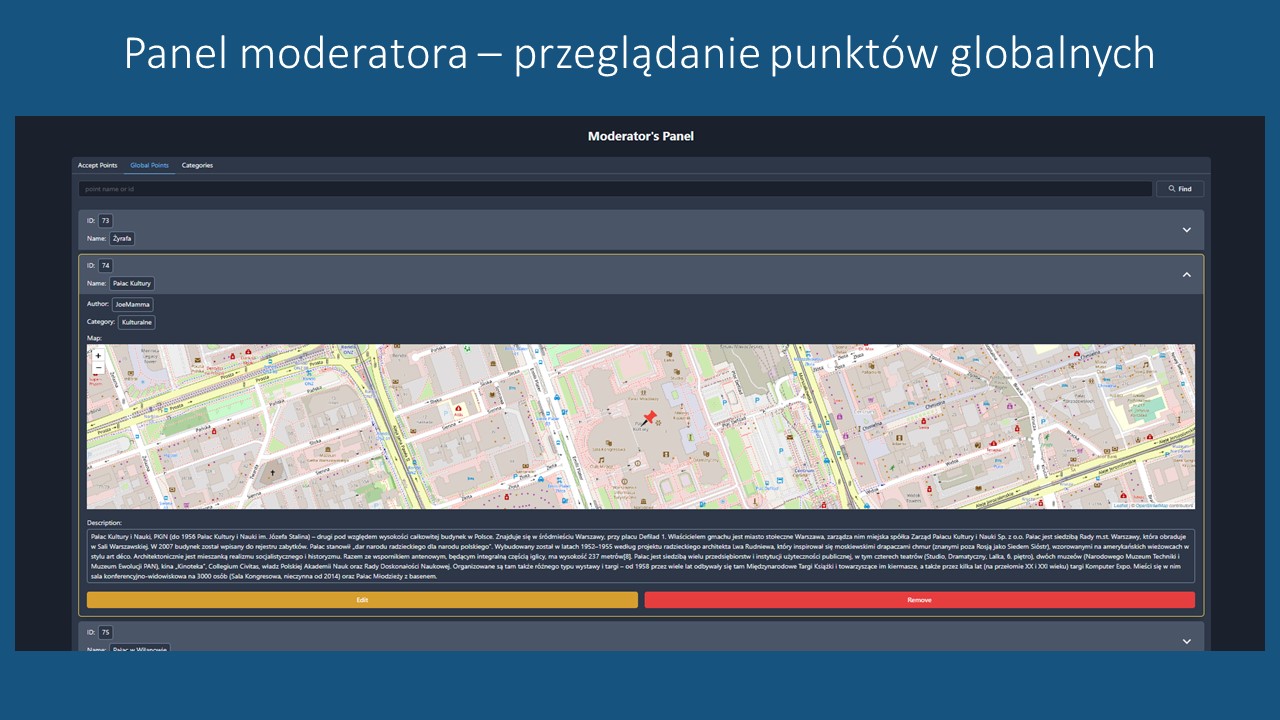 Panel moderatora – przeglądanie punktów globalnych
Moderator's Panel
Accept Points Global Points Categories
point name or id
Find
ID: 73
Name: Żyrafa
ID: 74
Name: Pałac Kultury
Author: JoeMamma
Category: Kulturalne
Map:
+
−
Prosta
Pańska
Śliska
Sienna
Złota
Chmielna
Aleje Jerozolimskie
Leaflet | © OpenStreetMap contributors
Description:
Pałac Kultury i Nauki, PKiN (do 1956 Pałac Kultury i Nauki im. Józefa Stalina) – drugi pod względem wysokości całkowitej budynek w Polsce. Znajduje się w śródmieściu Warszawy, przy placu Defilad 1. Właścicielem gmachu jest miasto stołeczne Warszawa, zarządza nim miejska spółka Zarząd Pałacu Kultury i Nauki Sp. z o.o. Pałac jest siedzibą Rady m.st. Warszawy, która obraduje
w Sali Warszawskiej. W 2007 budynek został wpisany do rejestru zabytków. Pałac stanowił „dar narodu radzieckiego dla narodu polskiego”. Wybudowany został w latach 1952–1955 według projektu radzieckiego architekta Lwa Rudniewa, który inspirował się moskiewskimi drapaczami chmur (znanymi poza Rosją jako Siedem Sióstr), wzorowanymi na amerykańskich wieżowcach w
stylu art déco. Architektonicznie jest mieszanką realizmu socjalistycznego i historyzmu. Razem ze wspornikiem antenowym, będącym integralną częścią iglicy, ma wysokość 237 metrów[8]. Pałac jest siedzibą wielu przedsiębiorstw i instytucji użyteczności publicznej, w tym czterech teatrów (Studio, Dramatyczny, Lalka, 6. piętro), dwóch muzeów (Narodowego Muzeum Techniki i
Muzeum Ewolucji PAN), kina „Kinoteka”, Collegium Civitas, władz Polskiej Akademii Nauk oraz Rady Doskonałości Naukowej. Organizowane są tam także różnego typu wystawy i targi – od 1958 przez wiele lat odbywały się tam Międzynarodowe Targi Książki i towarzyszące im kiermasze, a także przez kilka lat (na przełomie XX i XXI wieku) targi Komputer Expo. Mieści się w nim
sala konferencyjno-widowiskowa na 3000 osób (Sala Kongresowa, nieczynna od 2014) oraz Pałac Młodzieży z basenem.
Edit
Remove
ID: 75
Name: Pałac w Wilanowie